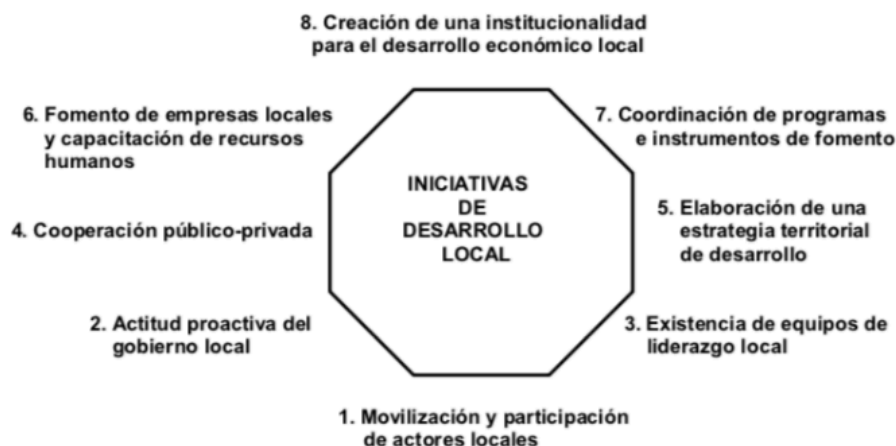 8. Creación de una institucionalidad
para el desarrollo económico local
6. Fomento de empresas locales
y capacitación de recursos
humanos
7. Coordinación de programas
e instrumentos de fomento
INICIATIVAS
DE
DESARROLLO
LOCAL
4. Cooperación público-privada
5. Elaboración de una
estrategia territorial
de desarrollo
2. Actitud proactiva del
gobierno local
3. Existencia de equipos de
liderazgo local
1. Movilización y participación
de actores locales